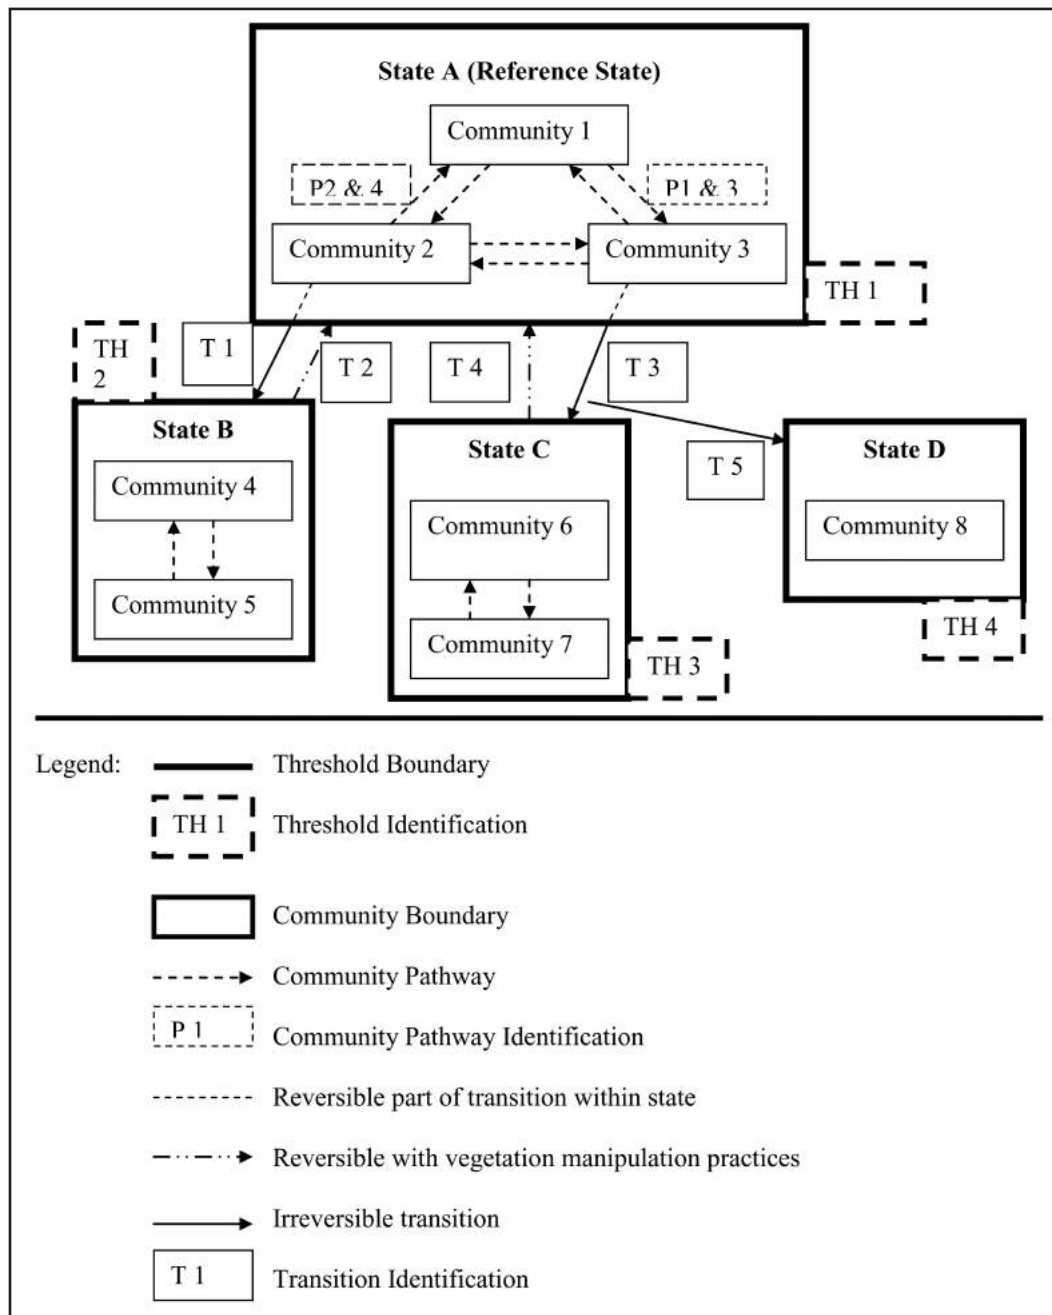 State A (Reference State)
Community 1
P2 & 4
P1 & 3
Community 2
Community 3
TH 1
TH
2
T 1
T 2
T 4
T 3
State B
State C
State D
T 5
Community 4
Community 6
Community 8
Community 5
Community 7
TH 3
TH 4
Legend:
Threshold Boundary
TH 1
Threshold Identification
Community Boundary
Community Pathway
P 1
Community Pathway Identification
Reversible part of transition within state
Reversible with vegetation manipulation practices
Irreversible transition
T 1
Transition Identification